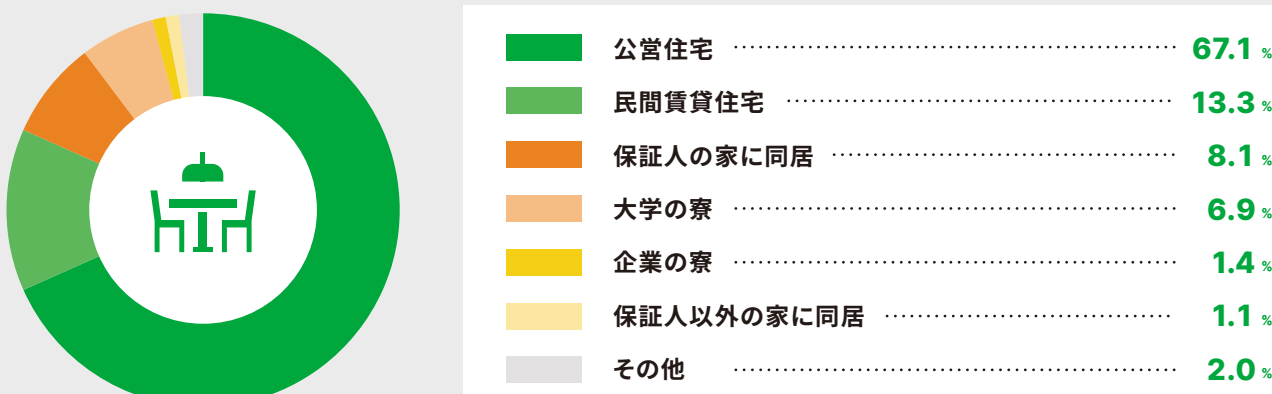 公営住宅 67.1 %
民間賃貸住宅 13.3 %
保証人の家に同居 8.1 %
大学の寮 6.9 %
企業の寮 1.4 %
保証人以外の家に同居 1.1 %
その他 2.0 %